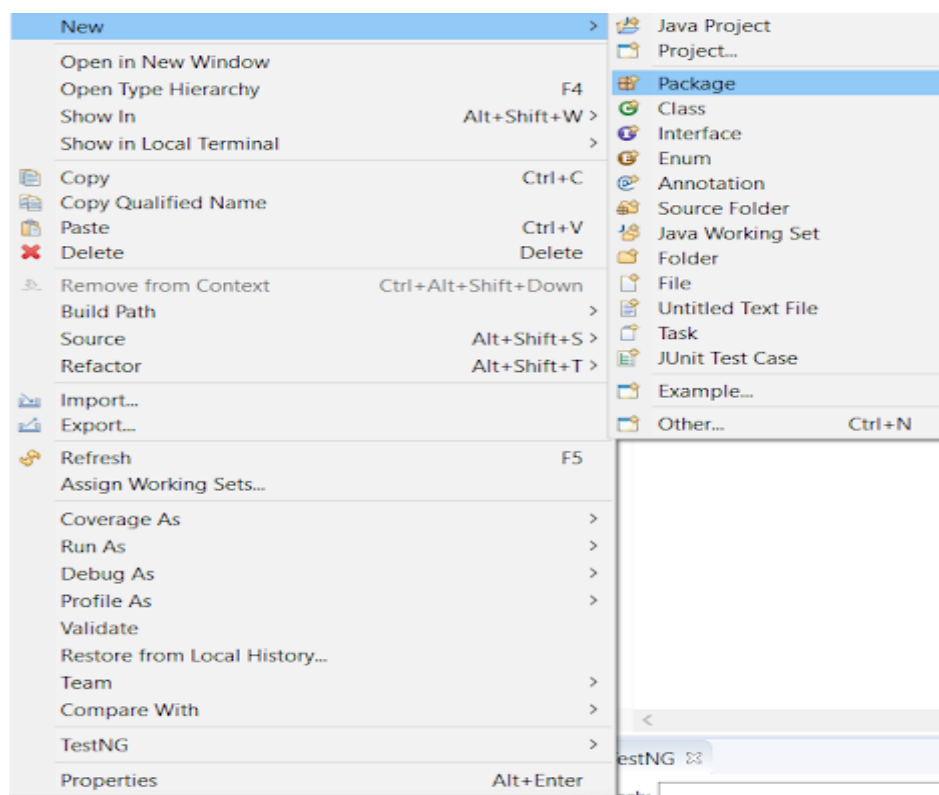 New >
Open in New Window
Open Type Hierarchy F4
Show In Alt+Shift+W >
Show in Local Terminal >
Copy Ctrl+C
Copy Qualified Name
Paste Ctrl+V
Delete Delete
Remove from Context Ctrl+Alt+Shift+Down
Build Path >
Source Alt+Shift+S >
Refactor Alt+Shift+T >
Import...
Export...
Refresh F5
Assign Working Sets...
Coverage As >
Run As >
Debug As >
Profile As >
Validate
Restore from Local History...
Team >
Compare With >
TestNG >
Properties Alt+Enter
Java Project
Project...
Package
Class
Interface
Enum
Annotation
Source Folder
Java Working Set
Folder
File
Untitled Text File
Task
JUnit Test Case
Example...
Other... Ctrl+N
estNG